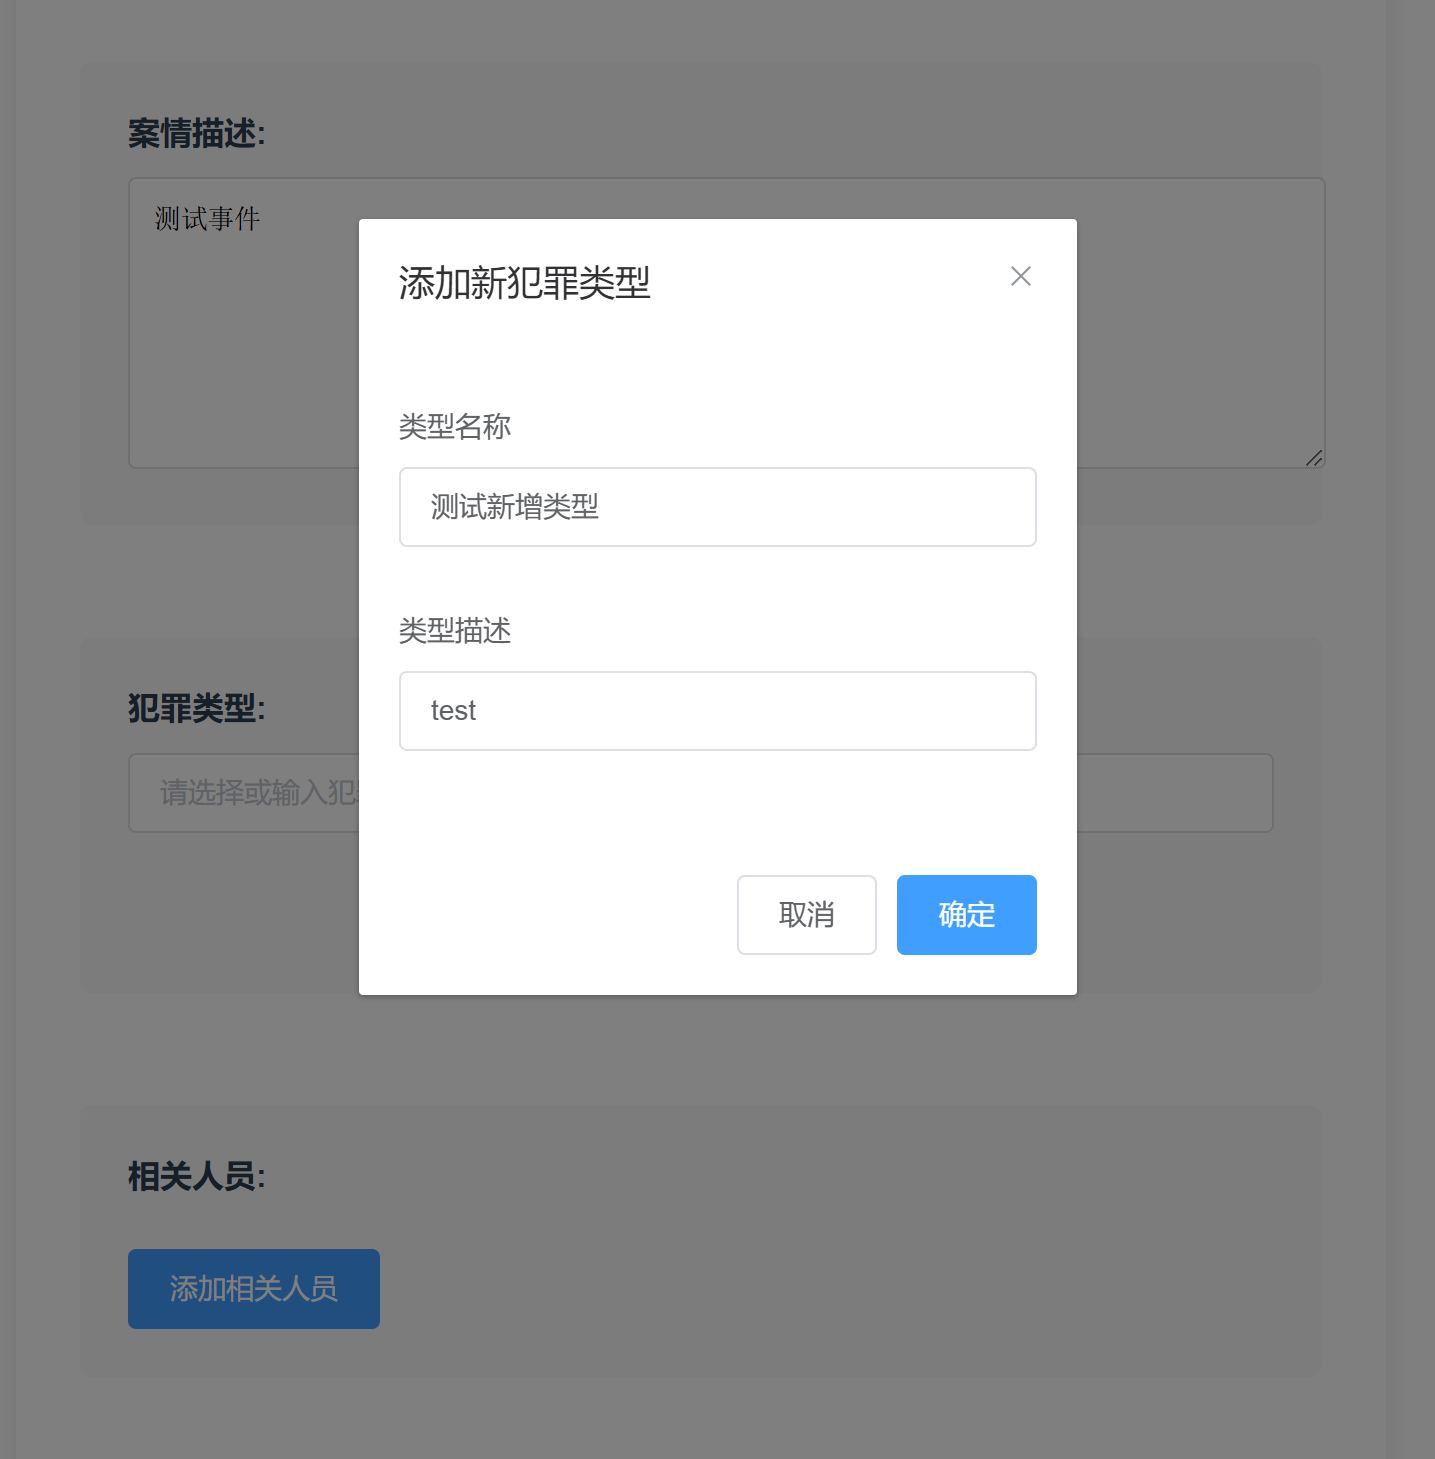 案情描述:
测试事件
添加新犯罪类型
类型名称
测试新增类型
类型描述
test
犯罪类型:
请选择或输入犯
取消
确定
相关人员:
添加相关人员